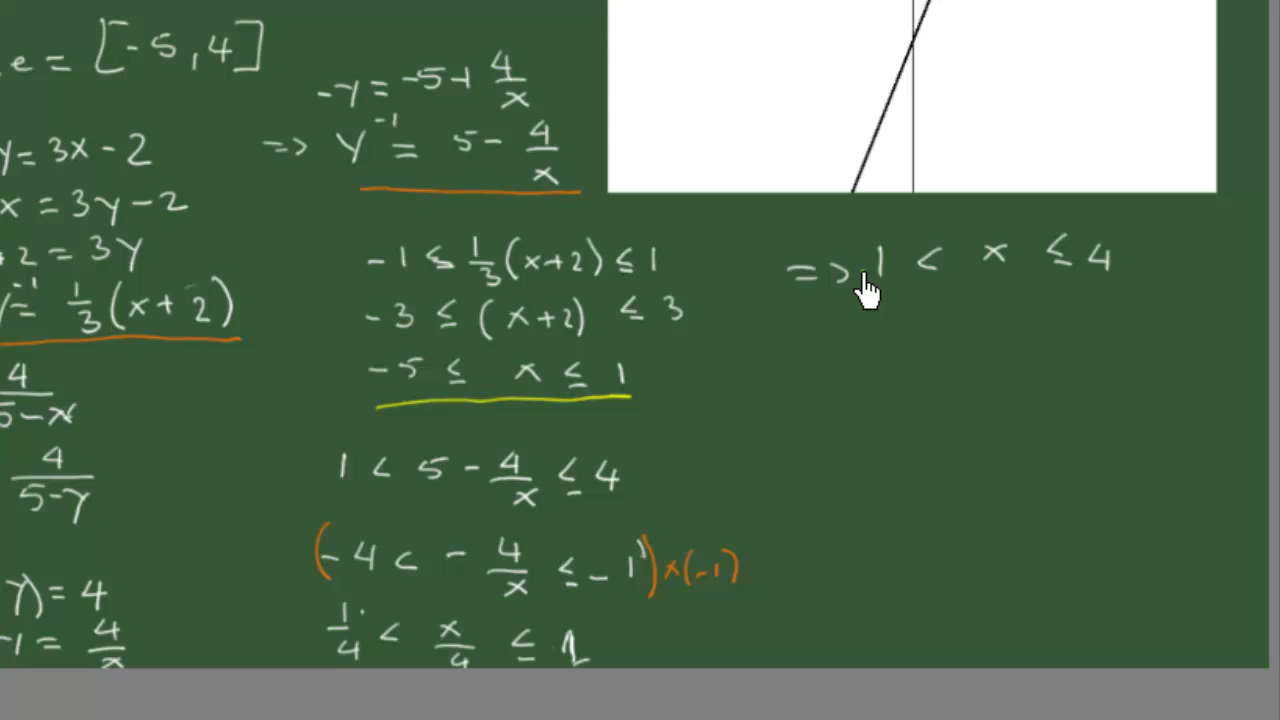 e = [-5,4]
y = 3x - 2
x = 3y - 2
+2 = 3y
y⁻¹ = 1/3 (x + 2)
4/(5-x)
4/(5-y)
y) = 4
-1 = 4/x
-y = -5 + 4/x
=> y⁻¹ = 5 - 4/x
-1 ≤ 1/3 (x+2) ≤ 1
-3 ≤ (x+2) ≤ 3
-5 ≤ x ≤ 1
1 < 5 - 4/x ≤ 4
(-4 < - 4/x ≤ -1) x(-1)
1/4 < x/4 ≤ 1
=> 1 < x ≤ 4